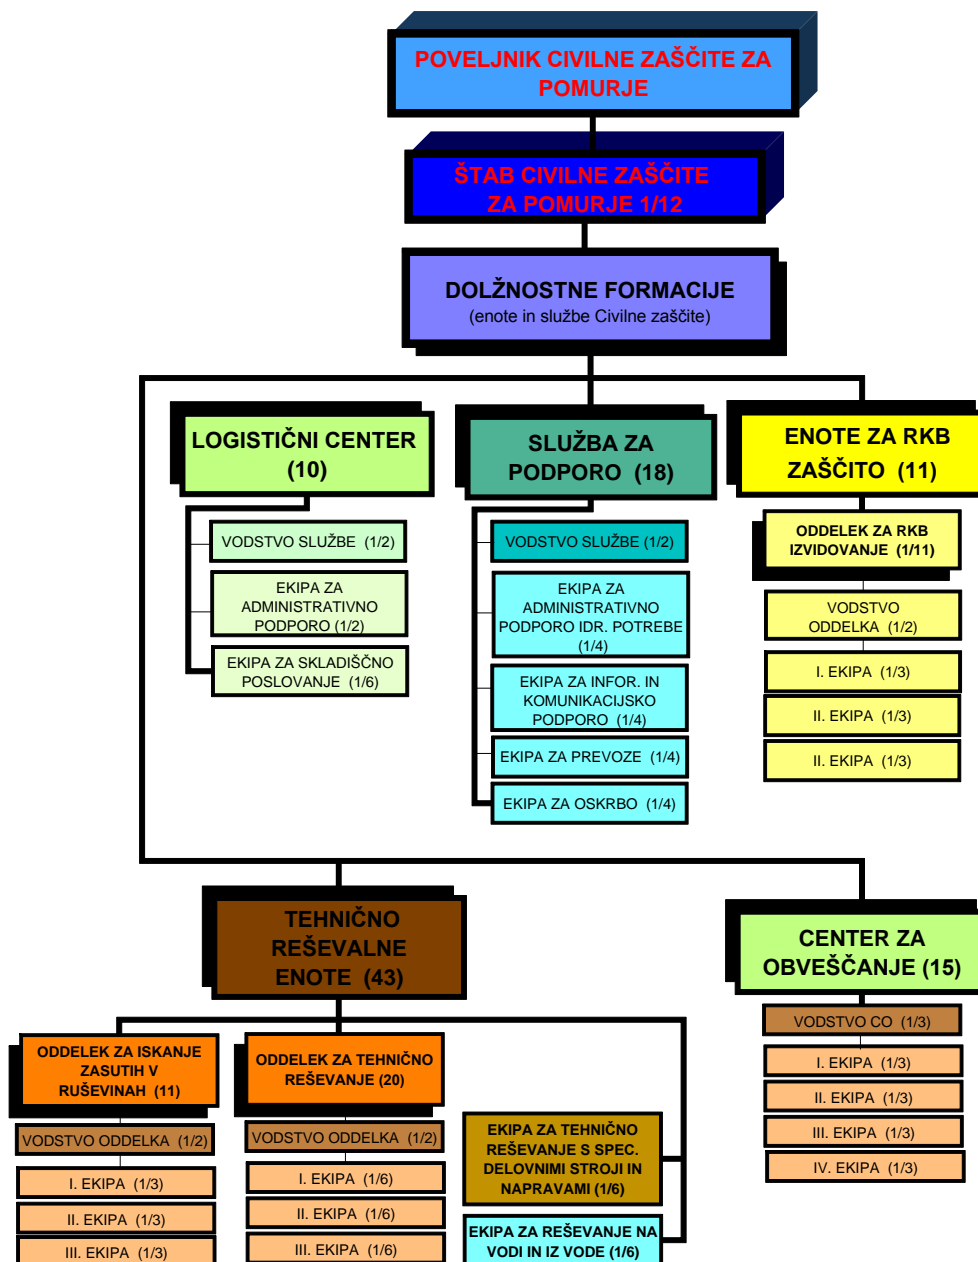 POVELJNIK CIVILNE ZAŠČITE ZA
POMURJE
ŠTAB CIVILNE ZAŠČITE
ZA POMURJE 1/12
DOLŽNOSTNE FORMACIJE
(enote in službe Civilne zaščite)
LOGISTIČNI CENTER
(10)
VODSTVO SLUŽBE (1/2)
EKIPA ZA
ADMINISTRATIVNO
PODPORO (1/2)
EKIPA ZA SKLADIŠČNO
POSLOVANJE (1/6)
SLUŽBA ZA
PODPORO (18)
VODSTVO SLUŽBE (1/2)
EKIPA ZA
ADMINISTRATIVNO
PODPORO IDR. POTREBE
(1/4)
EKIPA ZA INFOR. IN
KOMUNIKACIJSKO
PODPORO (1/4)
EKIPA ZA PREVOZE (1/4)
EKIPA ZA OSKRBO (1/4)
ENOTE ZA RKB
ZAŠČITO (11)
ODDELEK ZA RKB
IZVIDOVANJE (1/11)
VODSTVO
ODDELKA (1/2)
I. EKIPA (1/3)
II. EKIPA (1/3)
II. EKIPA (1/3)
TEHNIČNO
REŠEVALNE
ENOTE (43)
ODDELEK ZA ISKANJE
ZASUTIH V
RUŠEVINAH (11)
VODSTVO ODDELKA (1/2)
I. EKIPA (1/3)
II. EKIPA (1/3)
III. EKIPA (1/3)
ODDELEK ZA TEHNIČNO
REŠEVANJE (20)
VODSTVO ODDELKA (1/2)
I. EKIPA (1/6)
II. EKIPA (1/6)
III. EKIPA (1/6)
EKIPA ZA TEHNIČNO
REŠEVANJE S SPEC.
DELOVNIMI STROJI IN
NAPRAVAMI (1/6)
EKIPA ZA REŠEVANJE NA
VODI IN IZ VODE (1/6)
CENTER ZA
OBVEŠČANJE (15)
VODSTVO CO (1/3)
I. EKIPA (1/3)
II. EKIPA (1/3)
III. EKIPA (1/3)
IV. EKIPA (1/3)